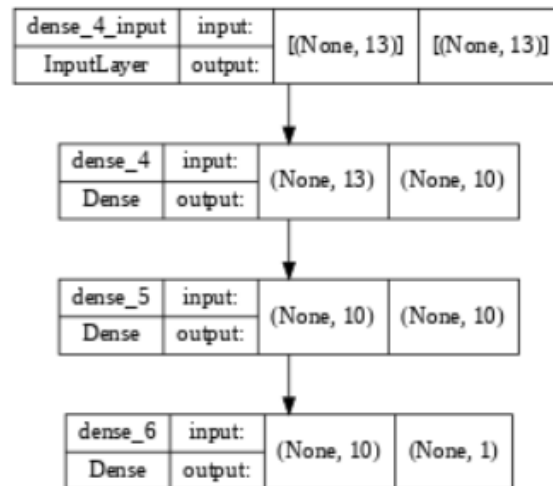 dense_4_input input: [(None, 13)] [(None, 13)]
InputLayer output:
dense_4 input: (None, 13) (None, 10)
Dense output:
dense_5 input: (None, 10) (None, 10)
Dense output:
dense_6 input: (None, 10) (None, 1)
Dense output: